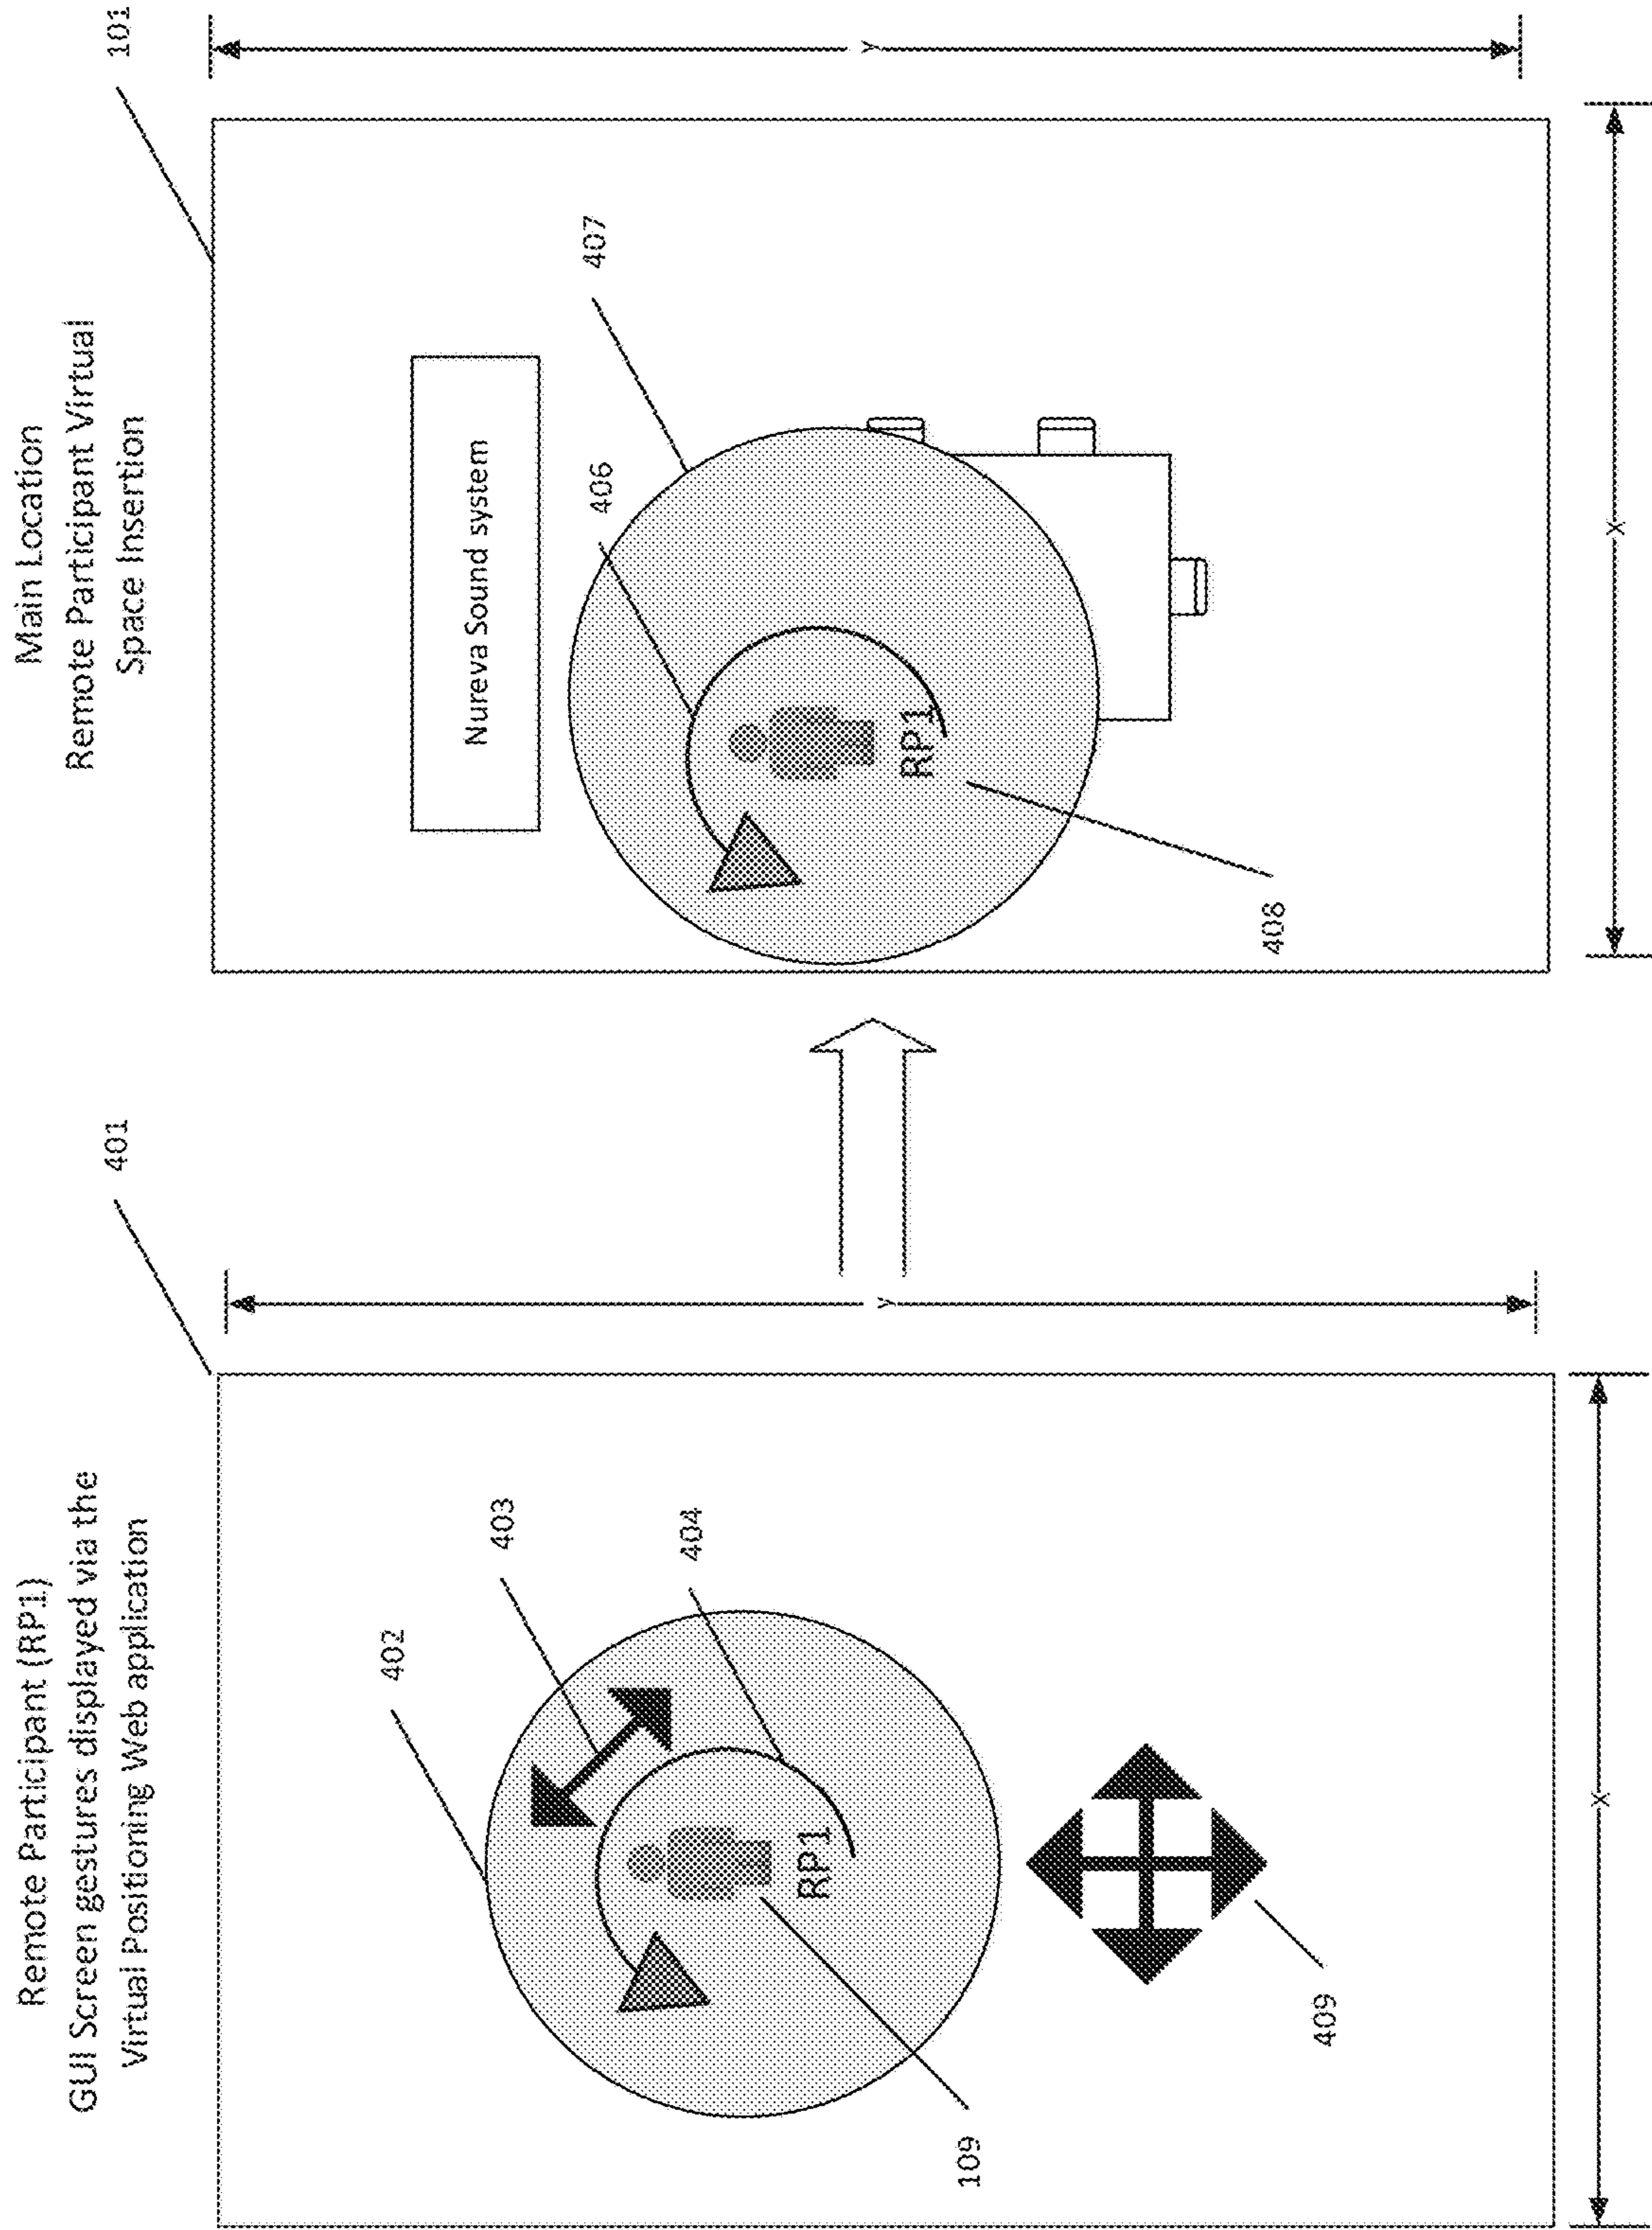 Remote Participant (RP1)
GUI Screen gestures displayed via the
Virtual Positioning Web application
401
402
403
404
RP1
109
409
Y
X
Main Location
Remote Participant Virtual
Space Insertion
101
Nureva Sound system
407
406
RP1
408
Y
X